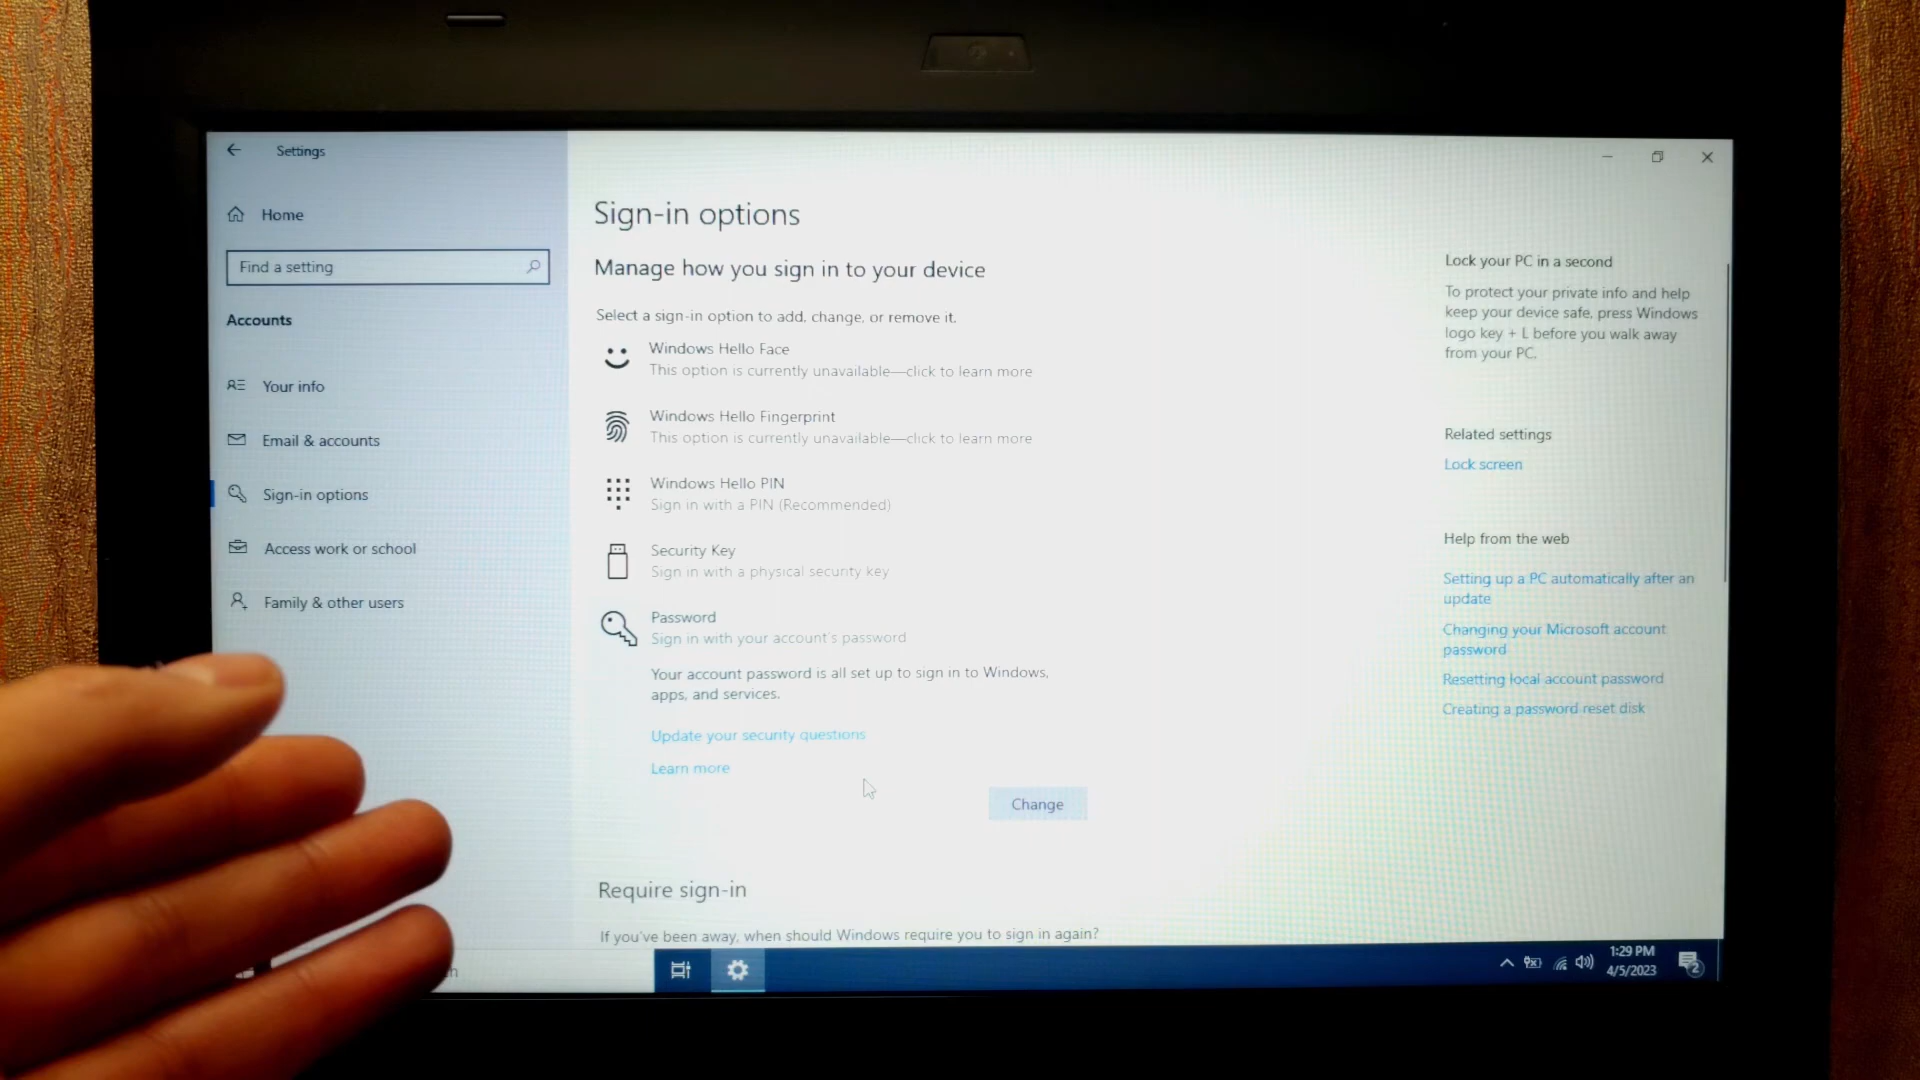 Settings
Home
Find a setting
Accounts
Your info
Email & accounts
Sign-in options
Access work or school
Family & other users
Sign-in options
Manage how you sign in to your device
Select a sign-in option to add, change, or remove it.
Windows Hello Face
This option is currently unavailable—click to learn more
Windows Hello Fingerprint
This option is currently unavailable—click to learn more
Windows Hello PIN
Sign in with a PIN (Recommended)
Security Key
Sign in with a physical security key
Password
Sign in with your account's password
Your account password is all set up to sign in to Windows,
apps, and services.
Update your security questions
Learn more
Change
Require sign-in
If you've been away, when should Windows require you to sign in again?
Lock your PC in a second
To protect your private info and help
keep your device safe, press Windows
logo key + L before you walk away
from your PC.
Related settings
Lock screen
Help from the web
Setting up a PC automatically after an
update
Changing your Microsoft account
password
Resetting local account password
Creating a password reset disk
1:29 PM
4/5/2023
2